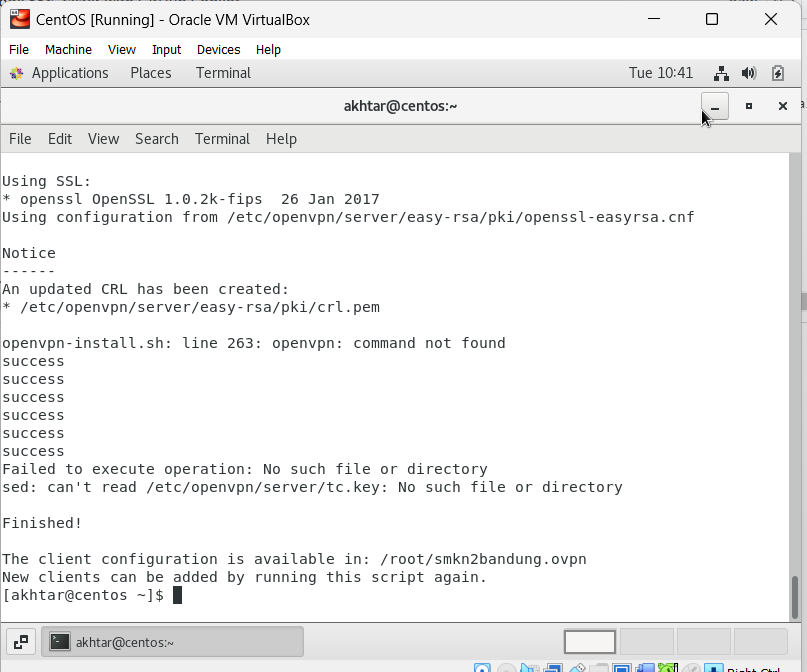 CentOS [Running] - Oracle VM VirtualBox
File Machine View Input Devices Help
Applications Places Terminal Tue 10:41
akhtar@centos:~
File Edit View Search Terminal Help
Using SSL:
* openssl OpenSSL 1.0.2k-fips  26 Jan 2017
Using configuration from /etc/openvpn/server/easy-rsa/pki/openssl-easyrsa.cnf
Notice
------
An updated CRL has been created:
* /etc/openvpn/server/easy-rsa/pki/crl.pem
openvpn-install.sh: line 263: openvpn: command not found
success
success
success
success
success
success
Failed to execute operation: No such file or directory
sed: can't read /etc/openvpn/server/tc.key: No such file or directory
Finished!
The client configuration is available in: /root/smkn2bandung.ovpn
New clients can be added by running this script again.
[akhtar@centos ~]$
akhtar@centos:~
Right Ctrl